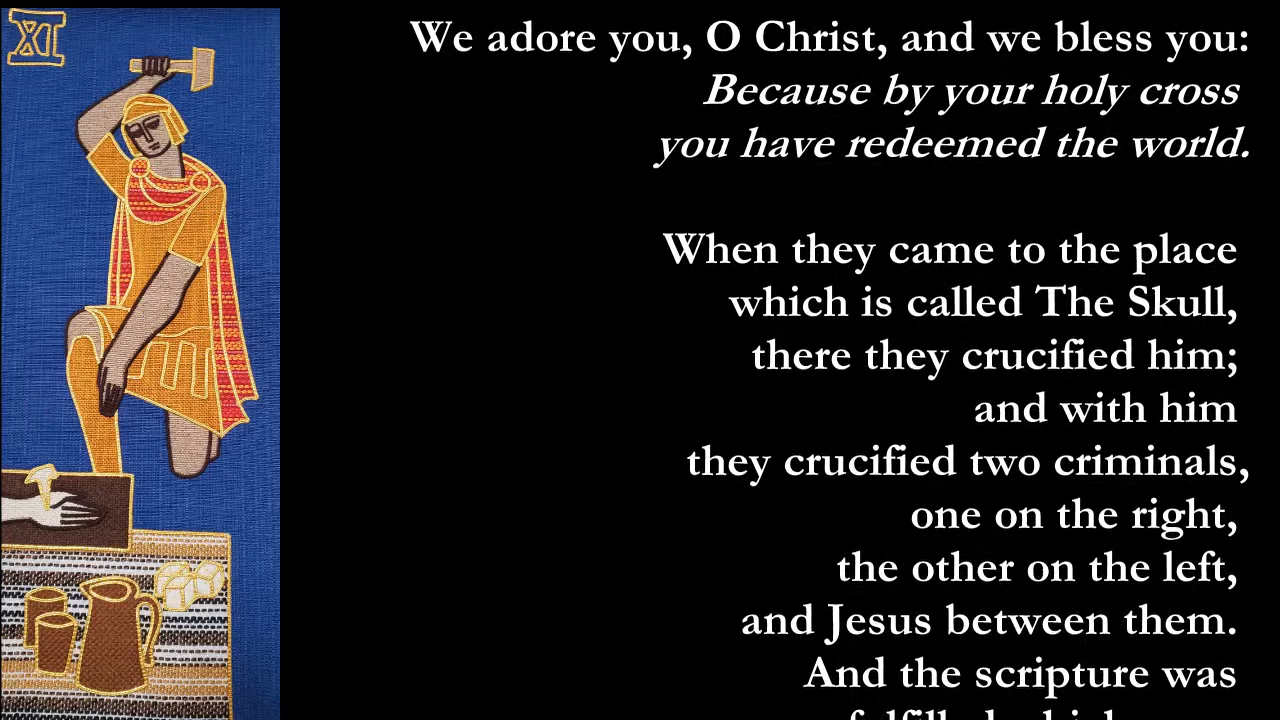 XI
We adore you, O Christ, and we bless you:
Because by your holy cross
you have redeemed the world.
When they came to the place
which is called The Skull,
there they crucified him;
and with him
they crucified two criminals,
one on the right,
the other on the left,
and Jesus between them.
And the scripture was